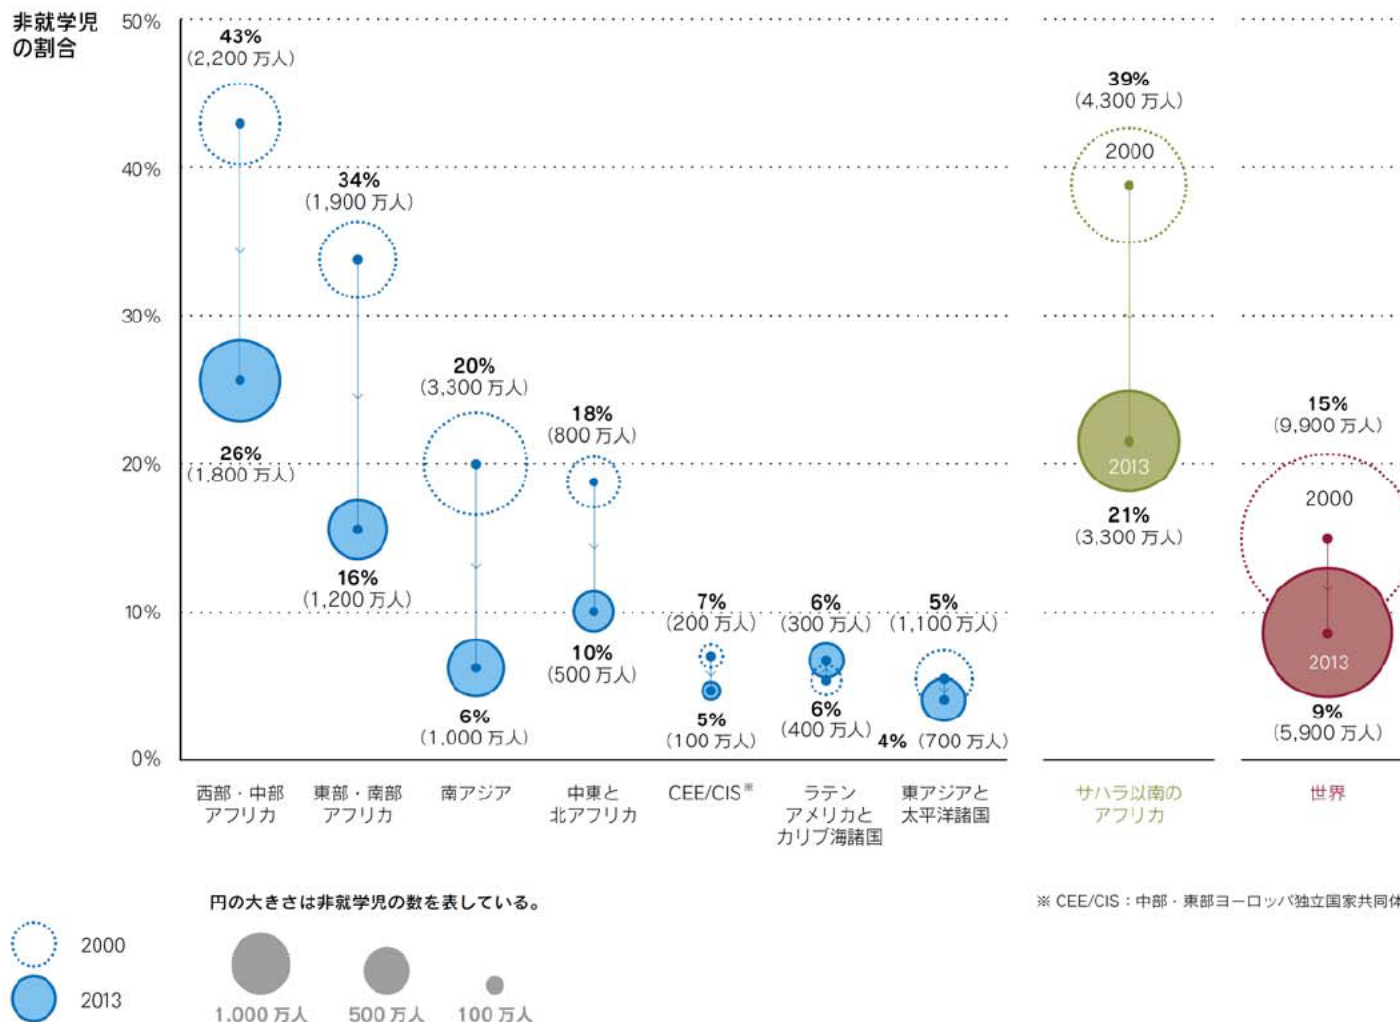 非就学児
の割合
50%
40%
30%
20%
10%
0%
43%
(2,200 万人)
26%
(1,800 万人)
34%
(1,900 万人)
16%
(1,200 万人)
20%
(3,300 万人)
6%
(1,000 万人)
18%
(800 万人)
10%
(500 万人)
7%
(200 万人)
5%
(100 万人)
6%
(300 万人)
6%
(400 万人)
5%
(1,100 万人)
4% (700 万人)
39%
(4,300 万人)
2000
2013
21%
(3,300 万人)
15%
(9,900 万人)
2000
2013
9%
(5,900 万人)
西部・中部
アフリカ
東部・南部
アフリカ
南アジア
中東と
北アフリカ
CEE/CIS※
ラテン
アメリカと
カリブ海諸国
東アジアと
太平洋諸国
サハラ以南の
アフリカ
世界
円の大きさは非就学児の数を表している。
※ CEE/CIS：中部・東部ヨーロッパ独立国家共同体
2000
2013
1,000 万人
500 万人
100 万人